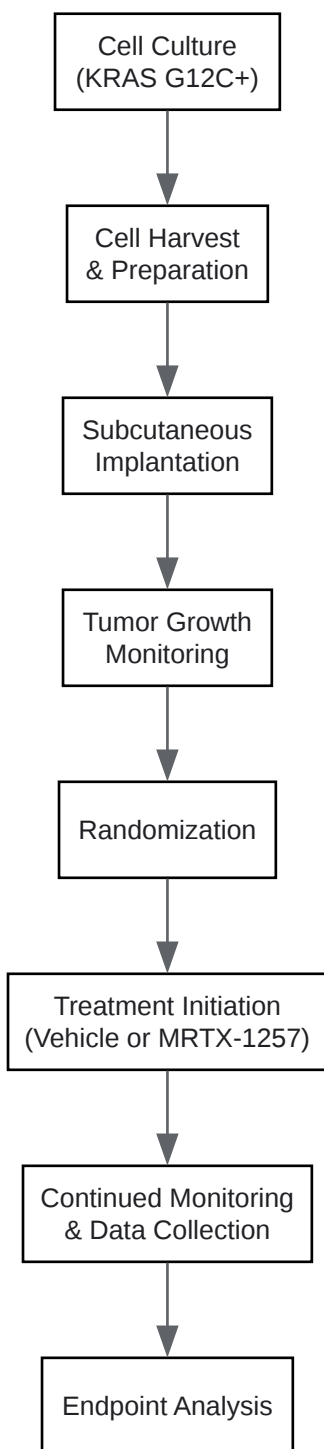 Cell Culture
(KRAS G12C+)
Cell Harvest
& Preparation
Subcutaneous
Implantation
Tumor Growth
Monitoring
Randomization
Treatment Initiation
(Vehicle or MRTX-1257)
Continued Monitoring
& Data Collection
Endpoint Analysis